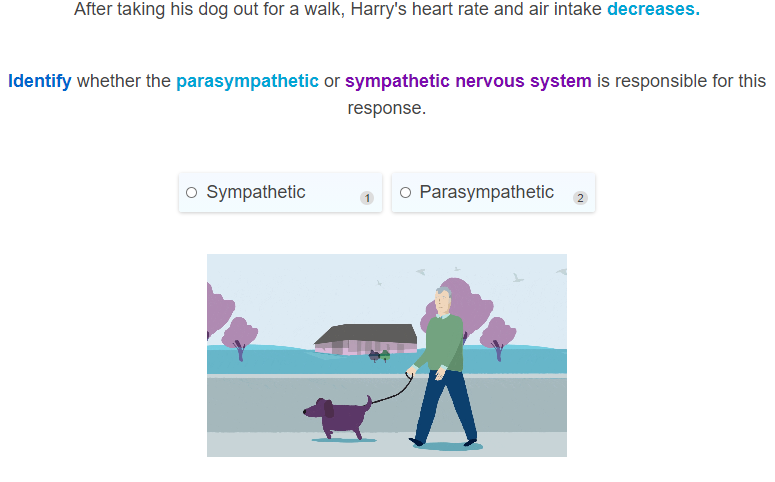 After taking his dog out for a walk, Harry's heart rate and air intake decreases.
Identify whether the parasympathetic or sympathetic nervous system is responsible for this
response.
Sympathetic 1 Parasympathetic 2